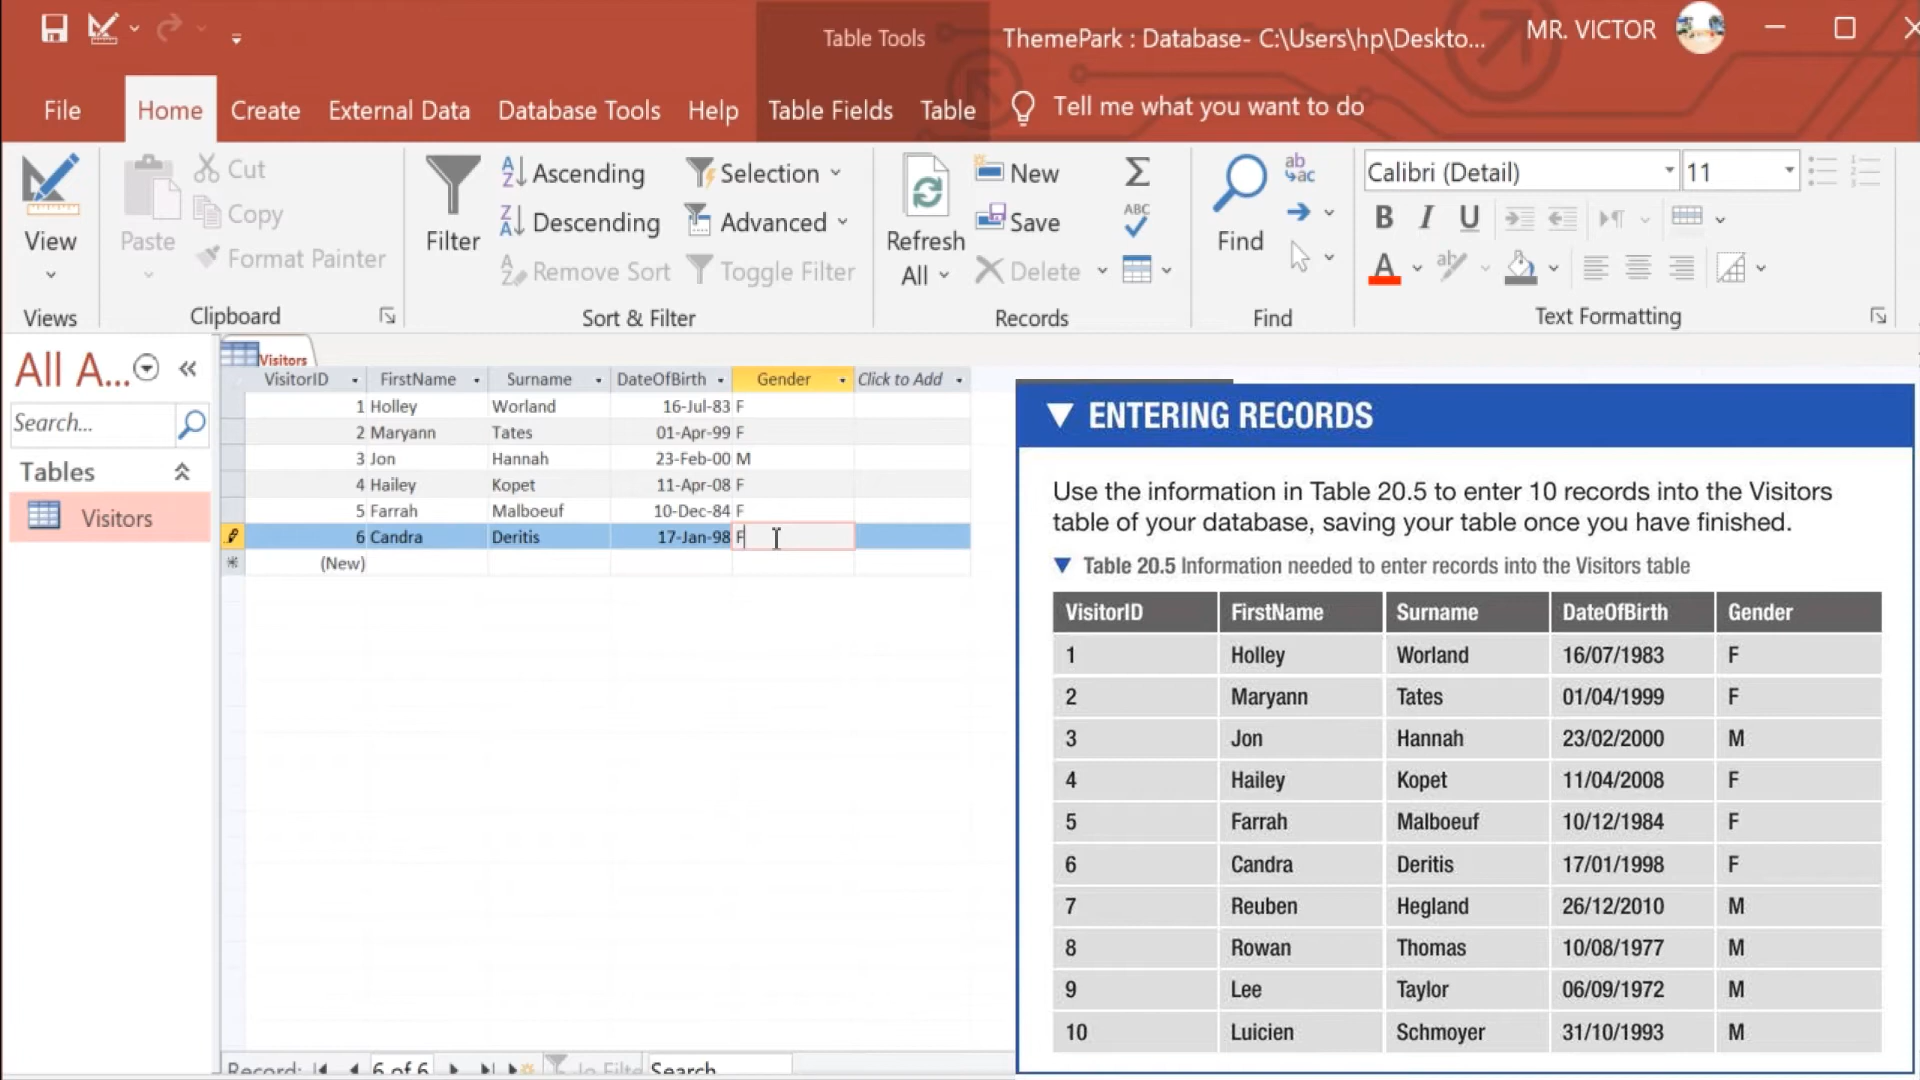 Table Tools
ThemePark : Database- C:\Users\hp\Deskto...
MR. VICTOR
File Home Create External Data Database Tools Help Table Fields Table Tell me what you want to do
View
Views
Paste
Cut
Copy
Format Painter
Clipboard
Filter
Ascending
Descending
Remove Sort
Selection
Advanced
Toggle Filter
Sort & Filter
Refresh
All
New
Save
Delete
Σ
ABC
Records
Find
ab
ac
Find
Calibri (Detail) 11
B I U
A ab
Text Formatting
All A...
Search...
Tables
Visitors
Visitors
VisitorID FirstName Surname DateOfBirth Gender Click to Add
1 Holley Worland 16-Jul-83 F
2 Maryann Tates 01-Apr-99 F
3 Jon Hannah 23-Feb-00 M
4 Hailey Kopet 11-Apr-08 F
5 Farrah Malboeuf 10-Dec-84 F
6 Candra Deritis 17-Jan-98 F
(New)
Record: 6 of 6 Search
ENTERING RECORDS
Use the information in Table 20.5 to enter 10 records into the Visitors
table of your database, saving your table once you have finished.
Table 20.5 Information needed to enter records into the Visitors table
VisitorID FirstName Surname DateOfBirth Gender
1 Holley Worland 16/07/1983 F
2 Maryann Tates 01/04/1999 F
3 Jon Hannah 23/02/2000 M
4 Hailey Kopet 11/04/2008 F
5 Farrah Malboeuf 10/12/1984 F
6 Candra Deritis 17/01/1998 F
7 Reuben Hegland 26/12/2010 M
8 Rowan Thomas 10/08/1977 M
9 Lee Taylor 06/09/1972 M
10 Luicien Schmoyer 31/10/1993 M